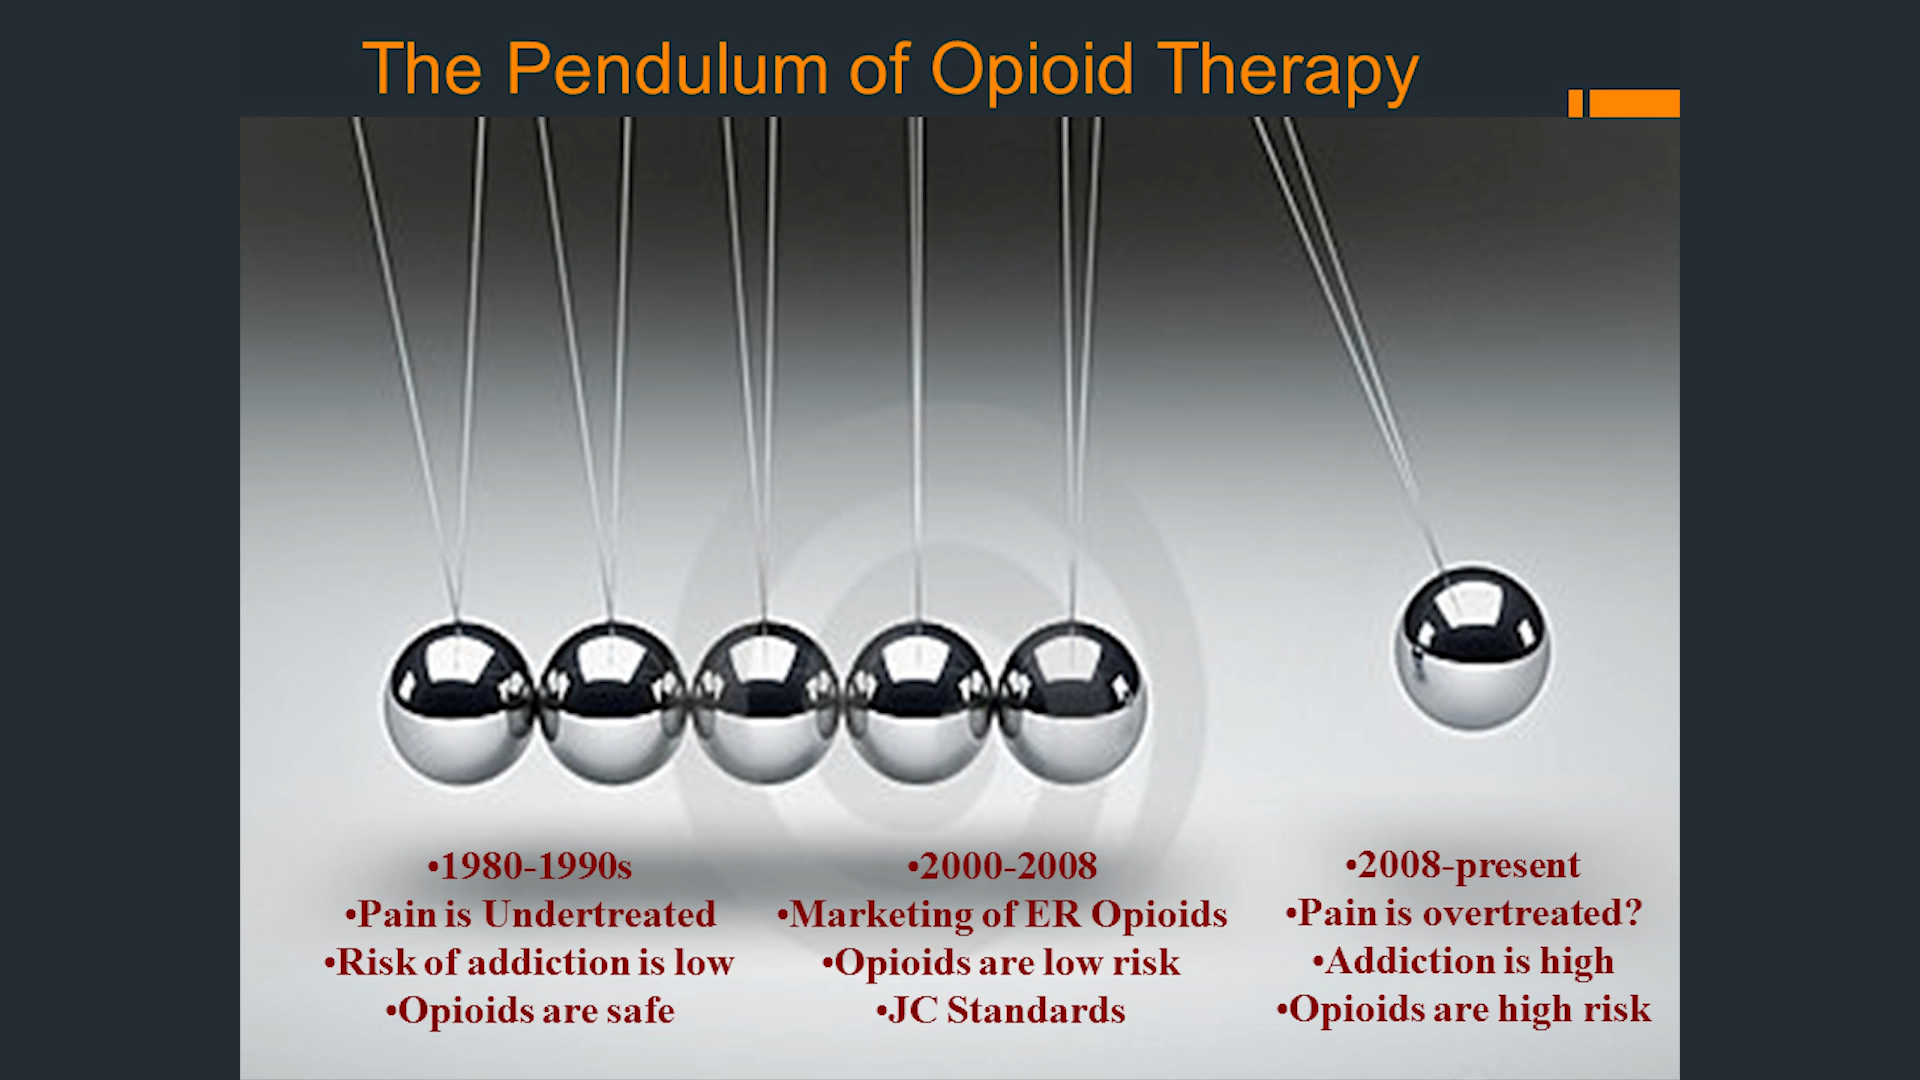 The Pendulum of Opioid Therapy
•1980-1990s
•Pain is Undertreated
•Risk of addiction is low
•Opioids are safe
•2000-2008
•Marketing of ER Opioids
•Opioids are low risk
•JC Standards
•2008-present
•Pain is overtreated?
•Addiction is high
•Opioids are high risk